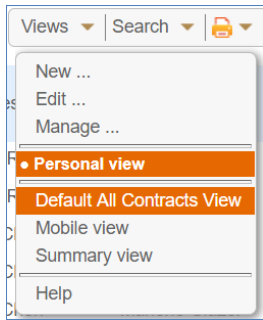 Views Search
New ...
Edit ...
Manage ...
• Personal view
Default All Contracts View
Mobile view
Summary view
Help